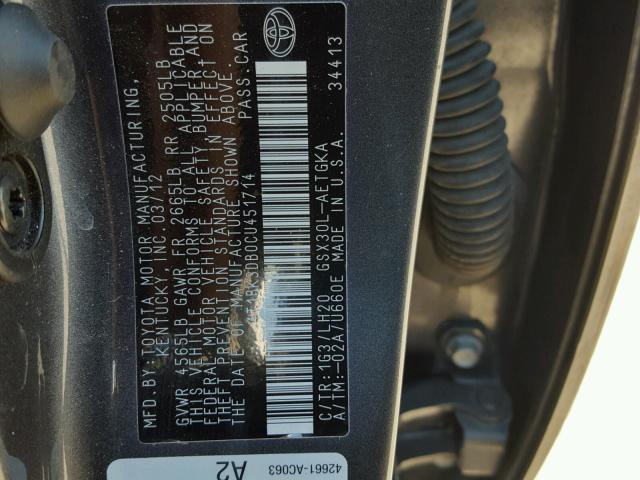 MFD. BY: TOYOTA MOTOR MANUFACTURING,
KENTUCKY, INC. 03/12
GVWR 4565LB GAWR FR 2665LB RR 2505LB
THIS VEHICLE CONFORMS TO ALL APPLICABLE
FEDERAL MOTOR VEHICLE SAFETY, BUMPER AND
THEFT PREVENTION STANDARDS IN EFFECT ON
THE DATE OF MANUFACTURE SHOWN ABOVE.
PASS. CAR
C/TR: 1G3/LH20 GSX30L-AETGKA
A/TM: -02A/U660E MADE IN U.S.A. 34413
42661-AC063
A2